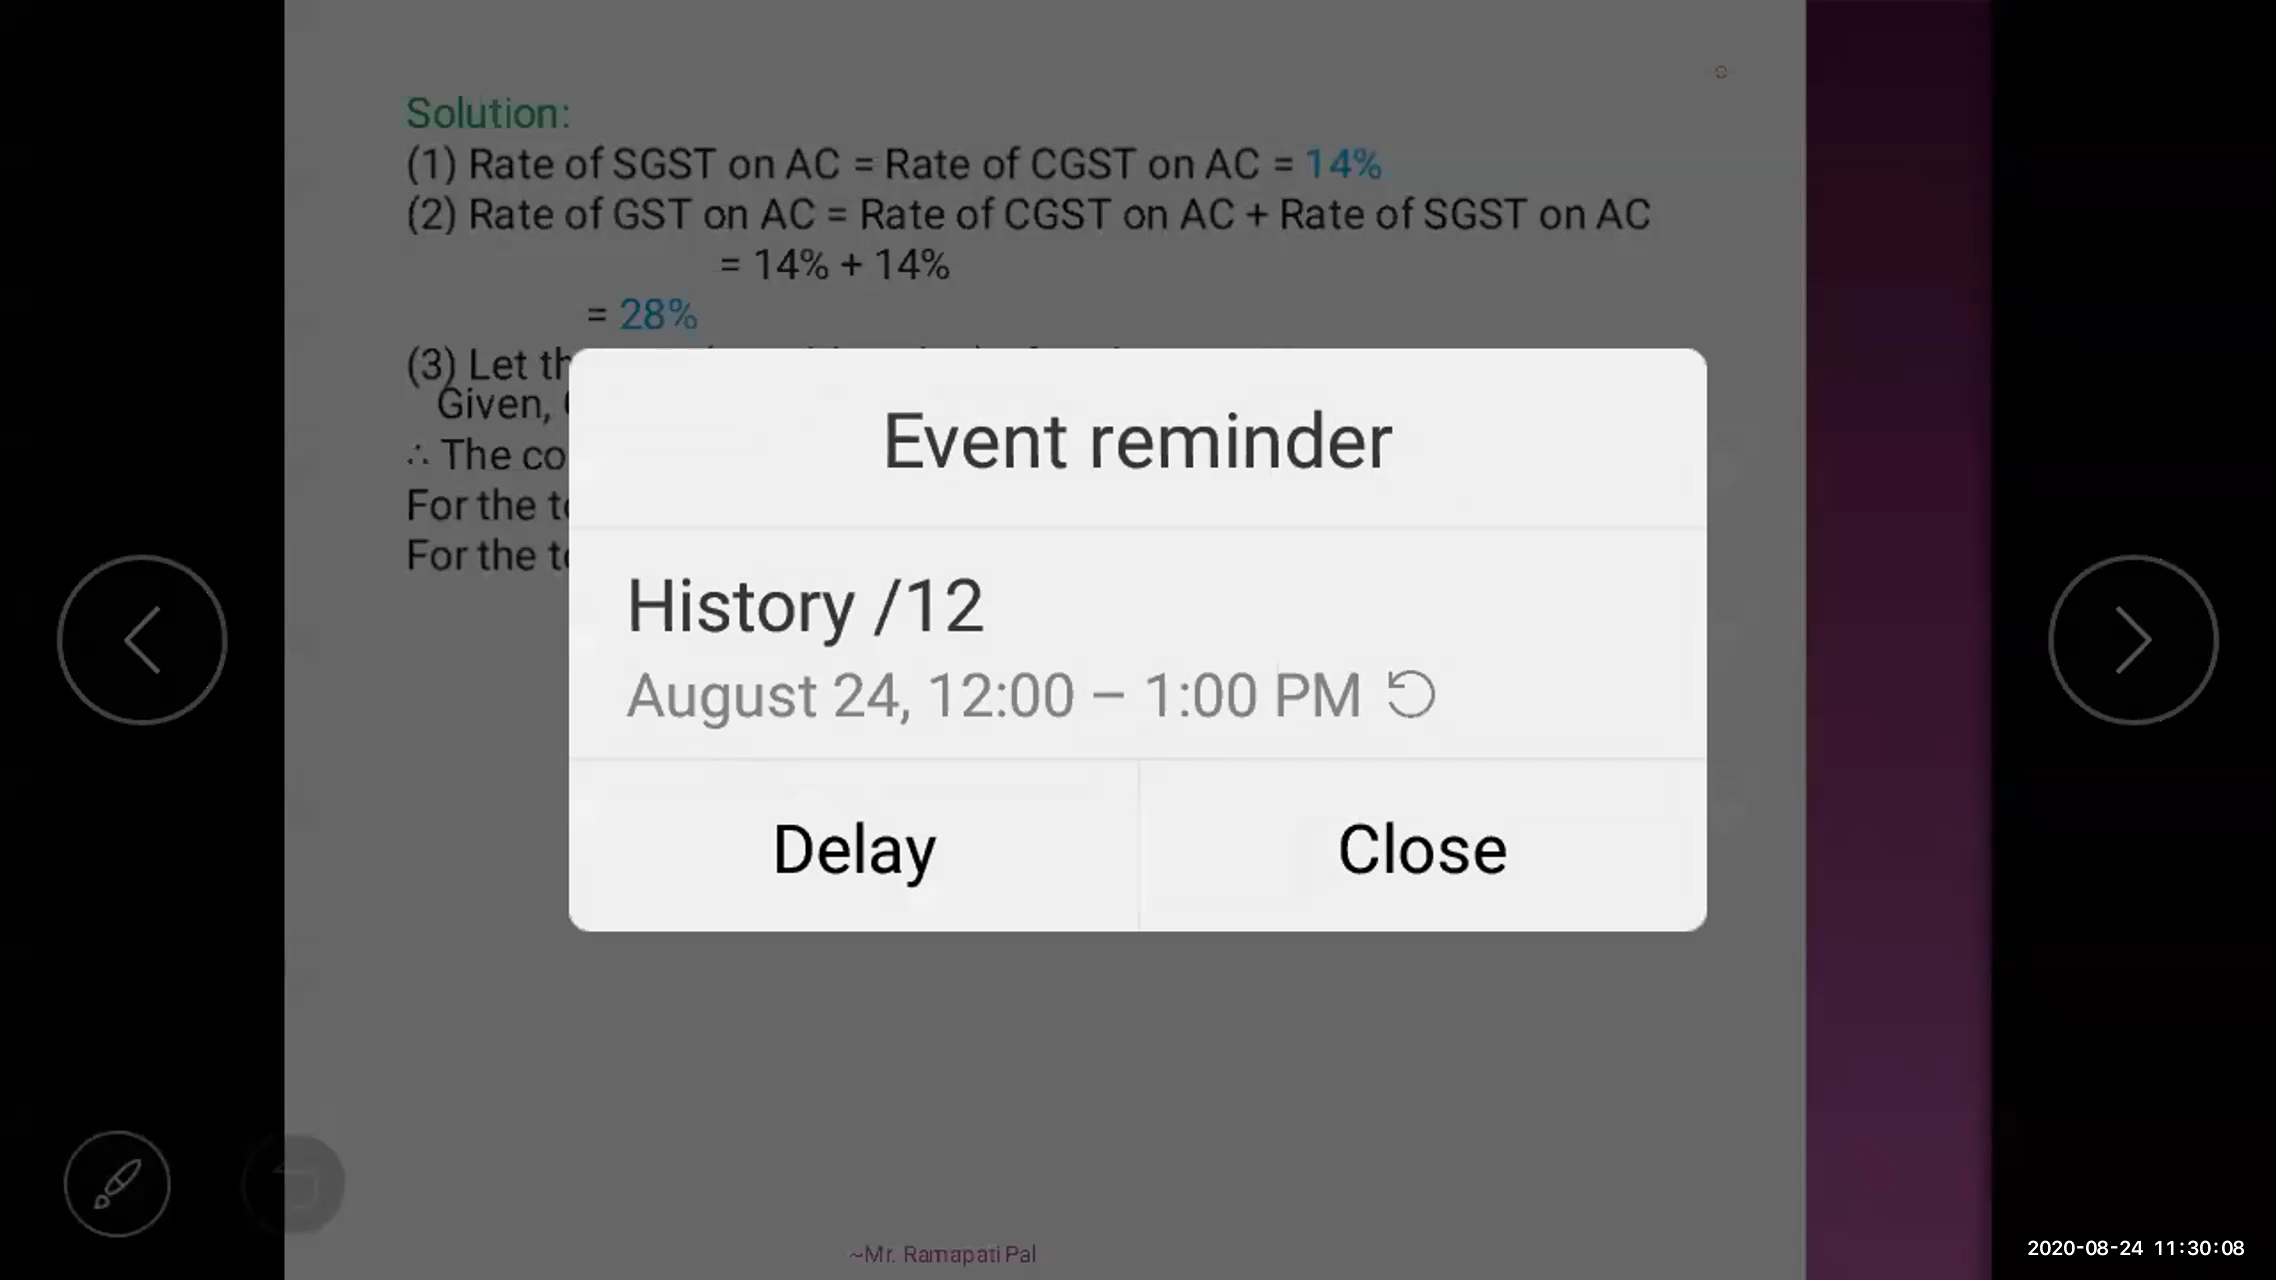 Solution:
(1) Rate of SGST on AC = Rate of CGST on AC = 14%
(2) Rate of GST on AC = Rate of CGST on AC + Rate of SGST on AC
= 14% + 14%
= 28%
(3) Let
Given,
∴ The
For the
For the
Event reminder
History /12
August 24, 12:00 – 1:00 PM
Delay
Close
~Mr. Ramapati Pal
2020-08-24 11:30:08